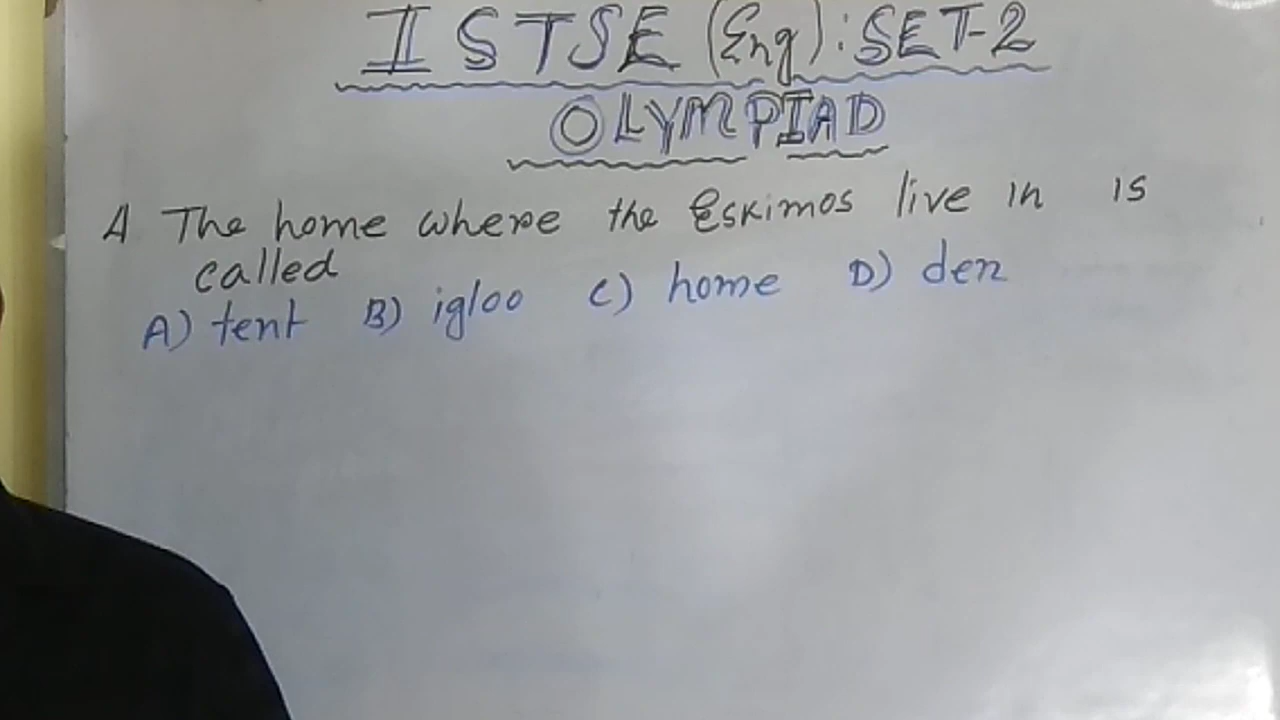 ISTSE (Eng): SET-2
OLYMPIAD
A The home where the Eskimos live in is
called
A) tent B) igloo C) home D) den